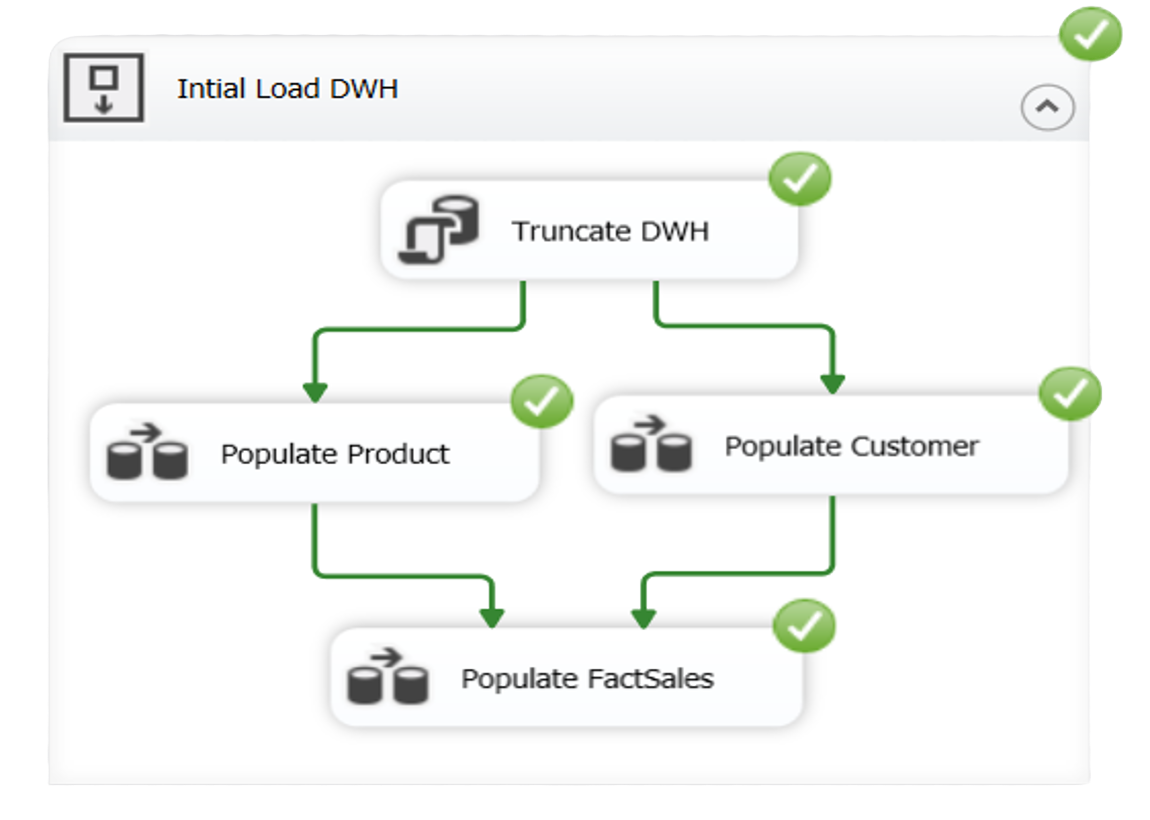 Intial Load DWH
Truncate DWH
Populate Product
Populate Customer
Populate FactSales